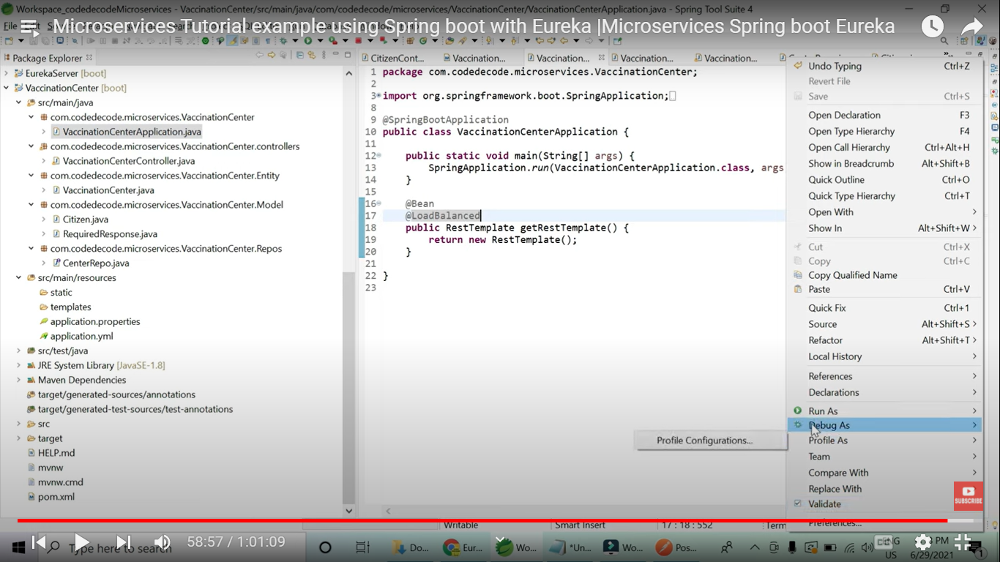 Workspace_codedecodeMicroservices - VaccinationCenter/src/main/java/com/codedecode/microservices/VaccinationCenter/VaccinationCenterApplication.java - Spring Tool Suite 4
Microservices Tutorial example using Spring boot with Eureka |Microservices Spring boot Eureka
Package Explorer
EurekaServer [boot]
VaccinationCenter [boot]
src/main/java
com.codedecode.microservices.VaccinationCenter
VaccinationCenterApplication.java
com.codedecode.microservices.VaccinationCenter.controllers
VaccinationCenterController.java
com.codedecode.microservices.VaccinationCenter.Entity
VaccinationCenter.java
com.codedecode.microservices.VaccinationCenter.Model
Citizen.java
RequiredResponse.java
com.codedecode.microservices.VaccinationCenter.Repos
CenterRepo.java
src/main/resources
static
templates
application.properties
application.yml
src/test/java
JRE System Library [JavaSE-1.8]
Maven Dependencies
target/generated-sources/annotations
target/generated-test-sources/test-annotations
src
target
HELP.md
mvnw
mvnw.cmd
pom.xml
CitizenCont... Vaccination... Vaccination... Vaccination... Vaccination...
1 package com.codedecode.microservices.VaccinationCenter;
2
3 import org.springframework.boot.SpringApplication;
8
9 @SpringBootApplication
10 public class VaccinationCenterApplication {
11
12 public static void main(String[] args) {
13 SpringApplication.run(VaccinationCenterApplication.class, args
14 }
15
16 @Bean
17 @LoadBalanced
18 public RestTemplate getRestTemplate() {
19 return new RestTemplate();
20 }
21
22 }
23
Undo Typing Ctrl+Z
Revert File
Save Ctrl+S
Open Declaration F3
Open Type Hierarchy F4
Open Call Hierarchy Ctrl+Alt+H
Show in Breadcrumb Alt+Shift+B
Quick Outline Ctrl+O
Quick Type Hierarchy Ctrl+T
Open With
Show In Alt+Shift+W
Cut Ctrl+X
Copy Ctrl+C
Copy Qualified Name
Paste Ctrl+V
Quick Fix Ctrl+1
Source Alt+Shift+S
Refactor Alt+Shift+T
Local History
References
Declarations
Run As
Debug As
Profile As
Profile Configurations...
Team
Compare With
Replace With
Validate
Preferences...
SUBSCRIBE
Writable Smart Insert 17 : 18 : 552 Term
Type here to search
58:57 / 1:01:09
Do... Eur... Wo... *Un... Wo... Pos...
PM
US 6/29/2021